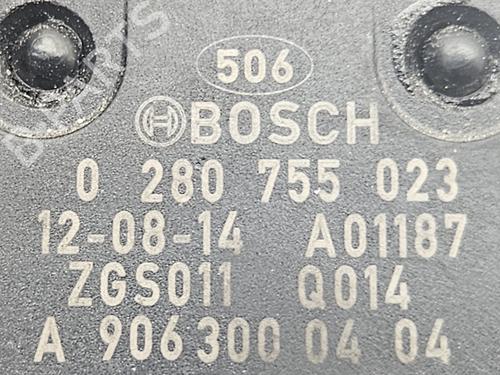 506
BOSCH
0 280 755 023
12-08-14 A01187
ZGS011 Q014
A 906 300 04 04